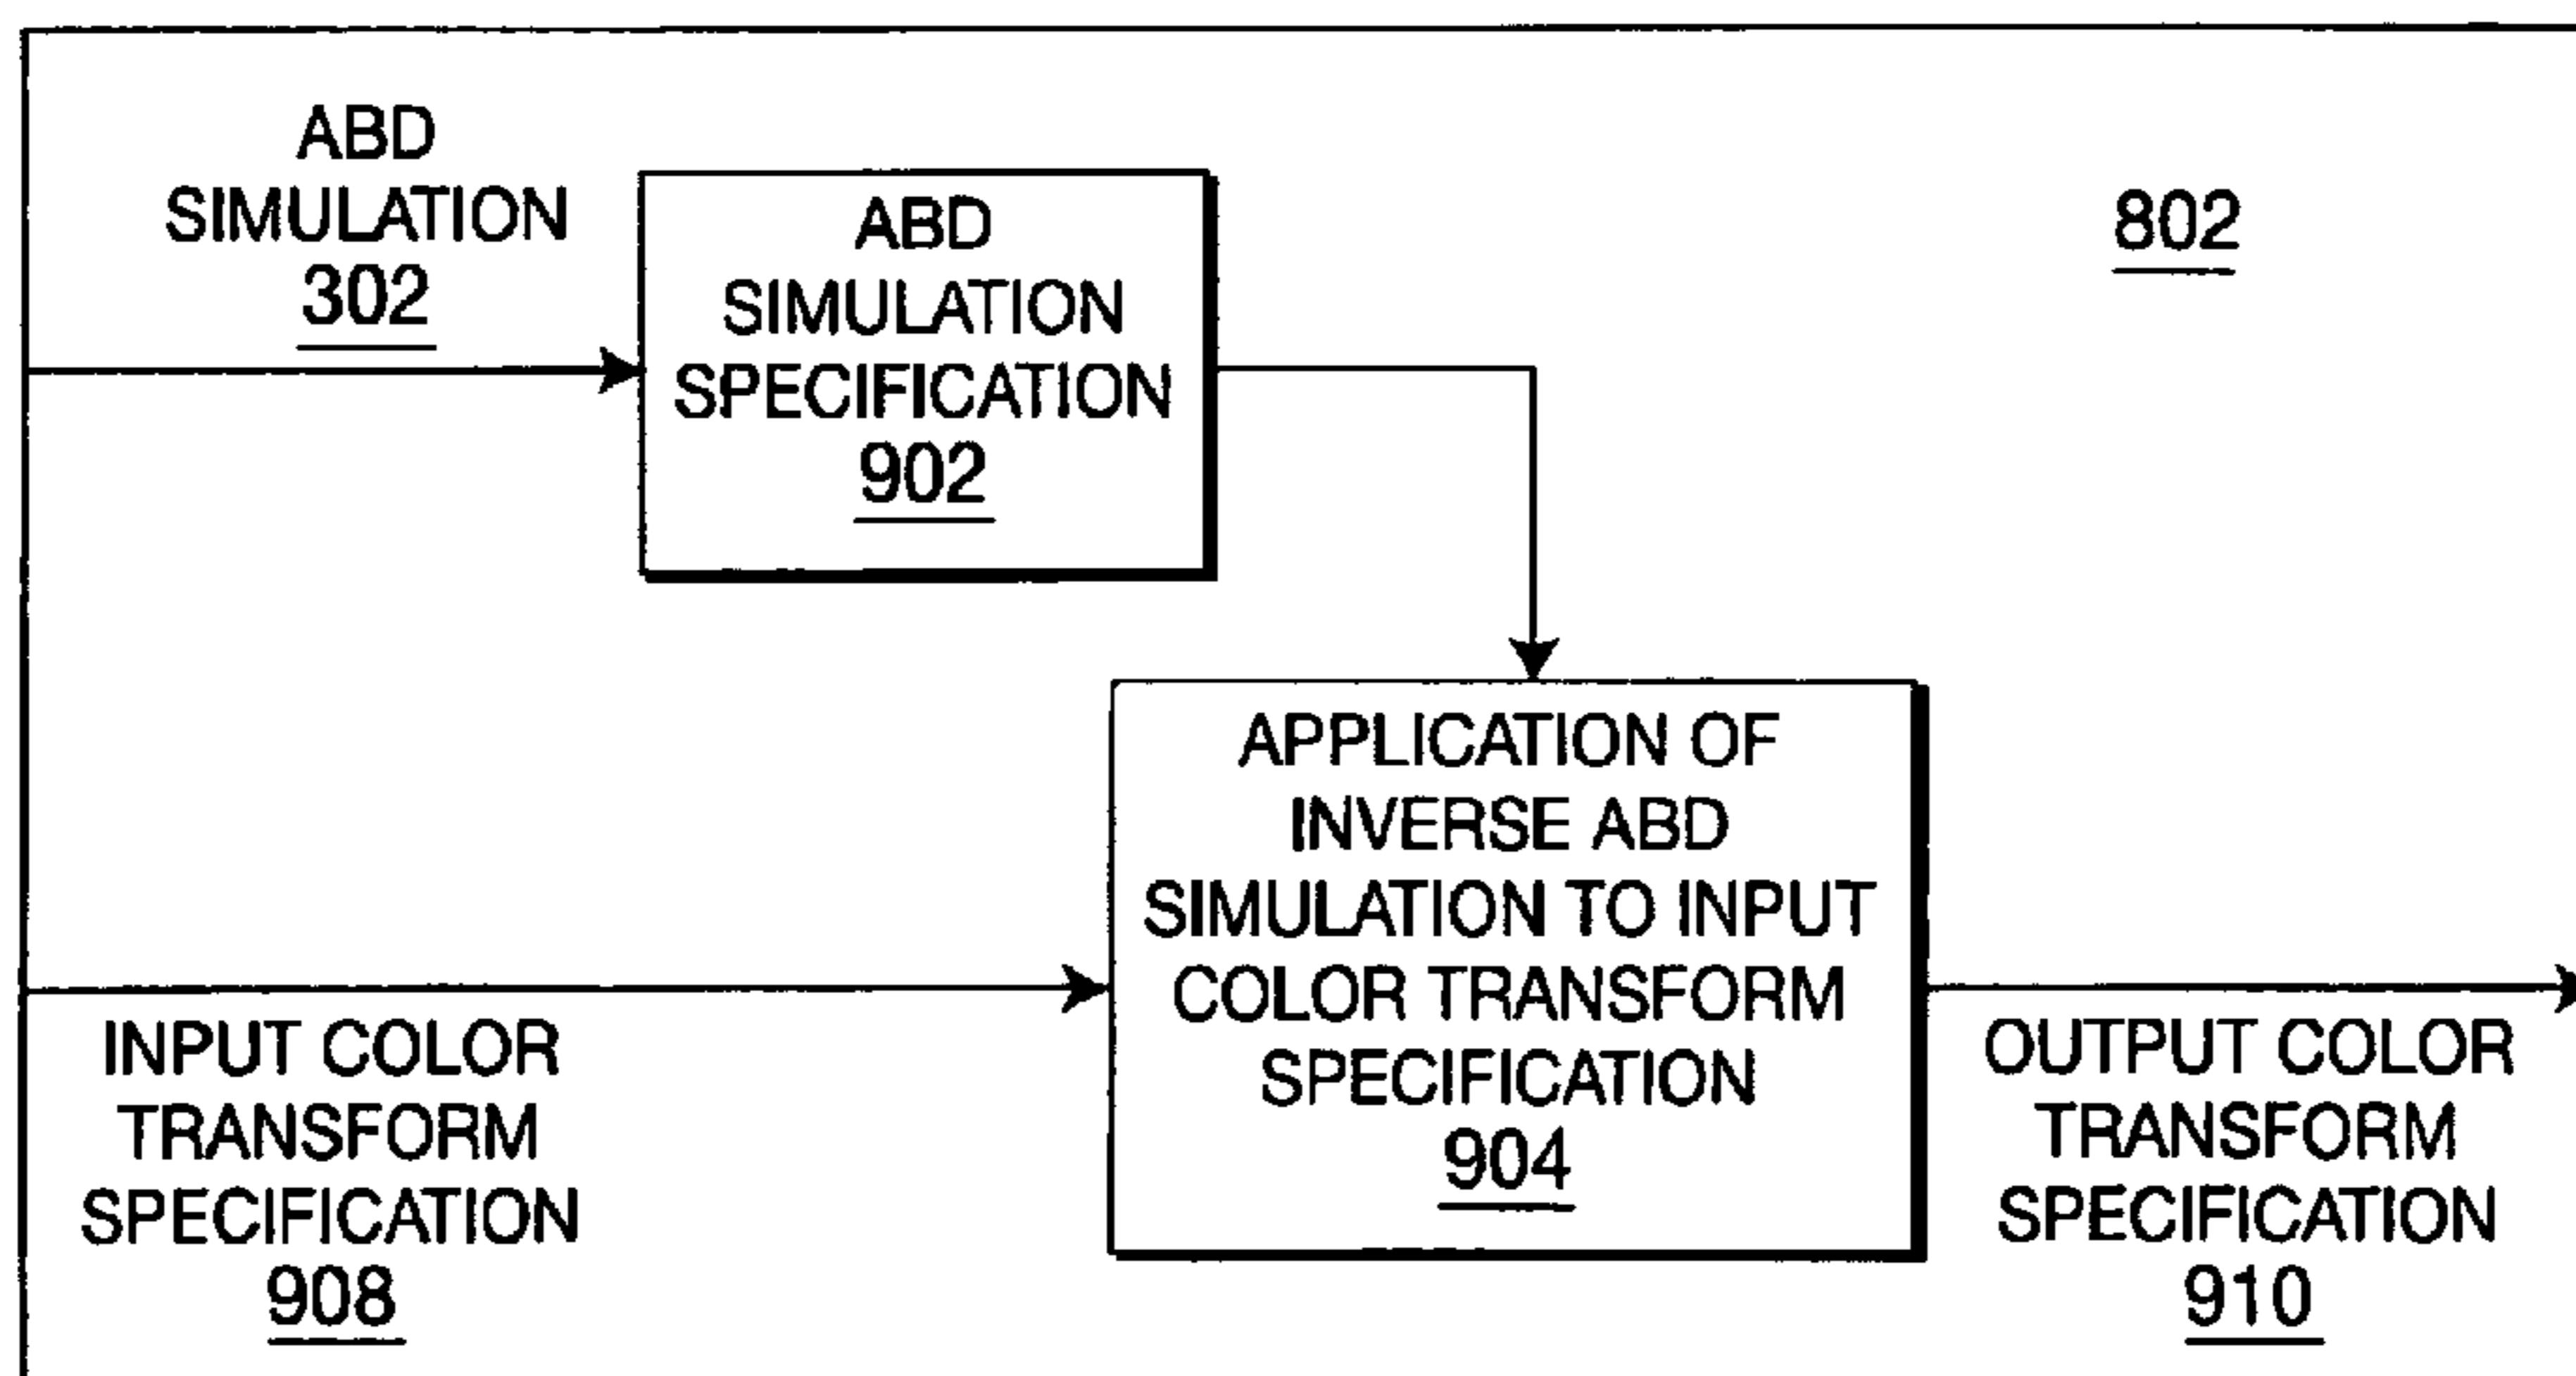 ABD
SIMULATION
302
ABD
SIMULATION
SPECIFICATION
902
802
APPLICATION OF
INVERSE ABD
SIMULATION TO INPUT
COLOR TRANSFORM
SPECIFICATION
904
INPUT COLOR
TRANSFORM
SPECIFICATION
908
OUTPUT COLOR
TRANSFORM
SPECIFICATION
910